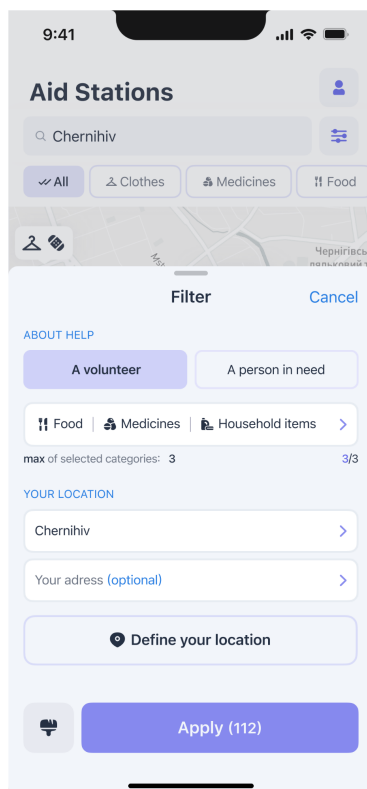 9:41
Aid Stations
Chernihiv
All Clothes Medicines Food
Чернігівсь
Filter Cancel
ABOUT HELP
A volunteer A person in need
Food | Medicines | Household items
max of selected categories: 3 3/3
YOUR LOCATION
Chernihiv
Your adress (optional)
Define your location
Apply (112)